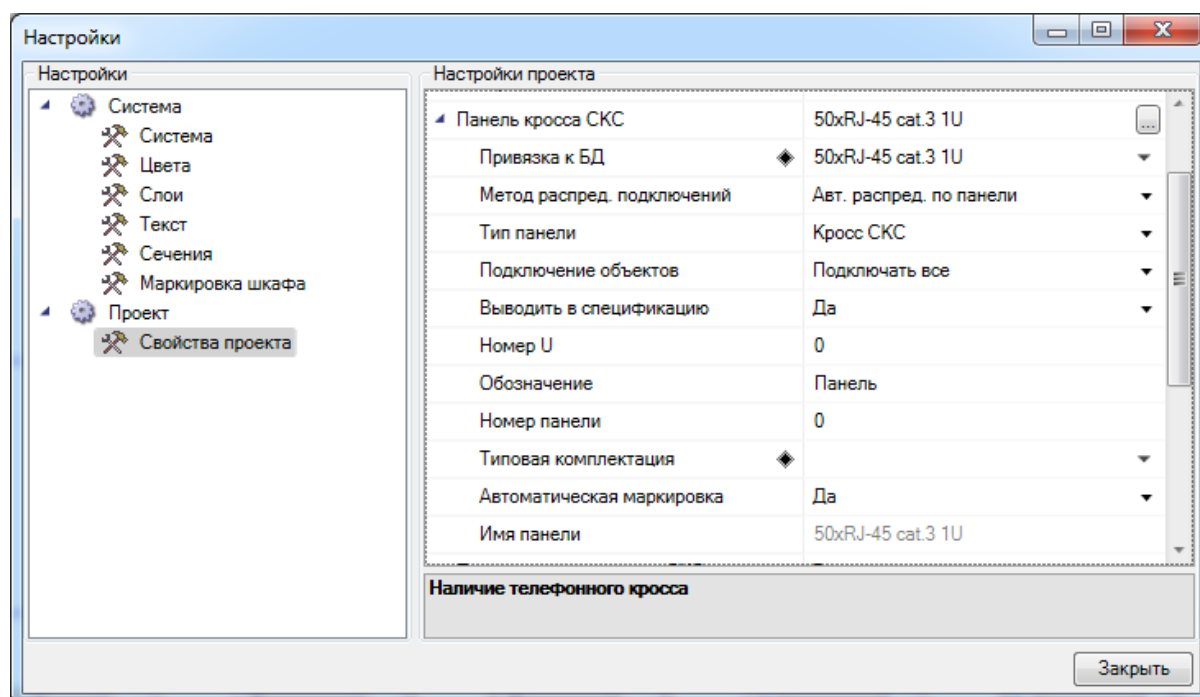 Настройки
Настройки
Система
Система
Цвета
Слои
Текст
Сечения
Маркировка шкафа
Проект
Свойства проекта
Настройки проекта
Панель кросса СКС 50xRJ-45 cat.3 1U ...
Привязка к БД 50xRJ-45 cat.3 1U
Метод распред. подключений Авт. распред. по панели
Тип панели Кросс СКС
Подключение объектов Подключать все
Выводить в спецификацию Да
Номер U 0
Обозначение Панель
Номер панели 0
Типовая комплектация
Автоматическая маркировка Да
Имя панели 50xRJ-45 cat.3 1U
Наличие телефонного кросса
Закрыть